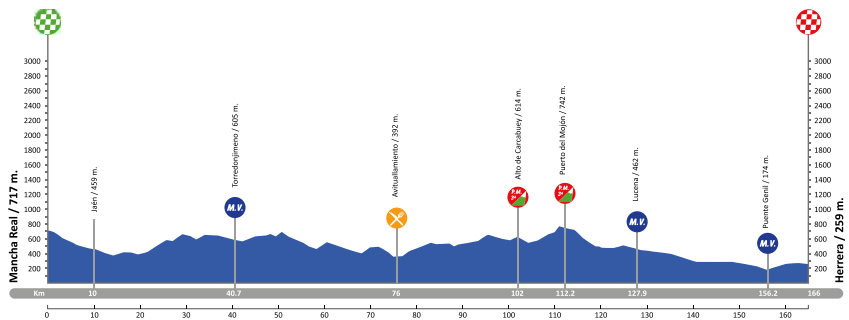 3000
2800
2600
2400
2200
2000
1800
1600
1400
1200
1000
800
600
400
200
Mancha Real / 717 m.
Jaén / 459 m.
Torredonjimeno / 605 m.
M.V.
Avituallamiento / 392 m.
Alto de Carcabuey / 614 m.
P.M.
3ª
Puerto del Mojón / 742 m.
P.M.
3ª
Lucena / 462 m.
M.V.
Puente Genil / 174 m.
M.V.
3000
2800
2600
2400
2200
2000
1800
1600
1400
1200
1000
800
600
400
200
Herrera / 259 m.
Km 10 40.7 76 102 112.2 127.9 156.2 166
0 10 20 30 40 50 60 70 80 90 100 110 120 130 140 150 160